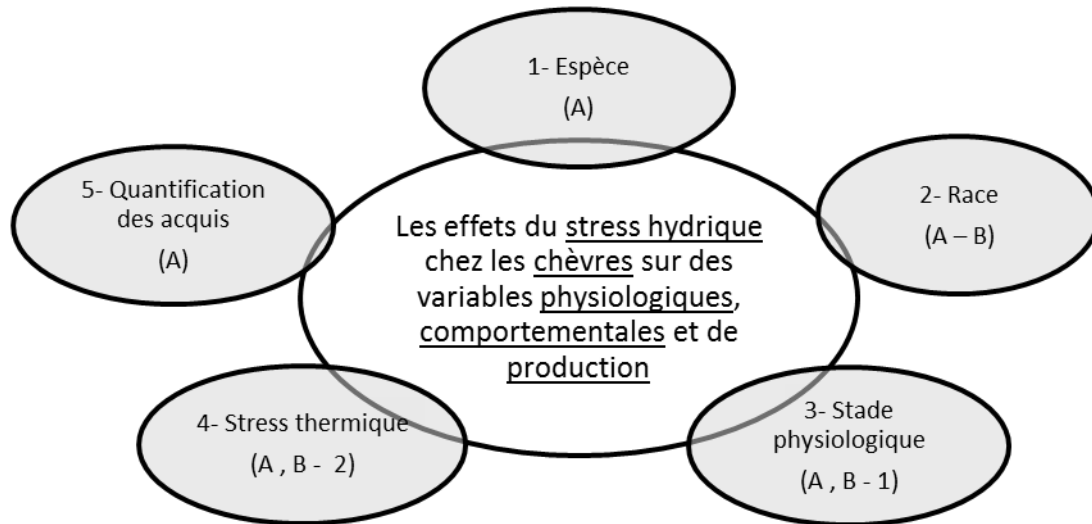 1- Espèce
(A)
2- Race
(A – B)
3- Stade
physiologique
(A , B - 1)
4- Stress thermique
(A , B -  2)
5- Quantification
des acquis
(A)
Les effets du stress hydrique
chez les chèvres sur des
variables physiologiques,
comportementales et de
production